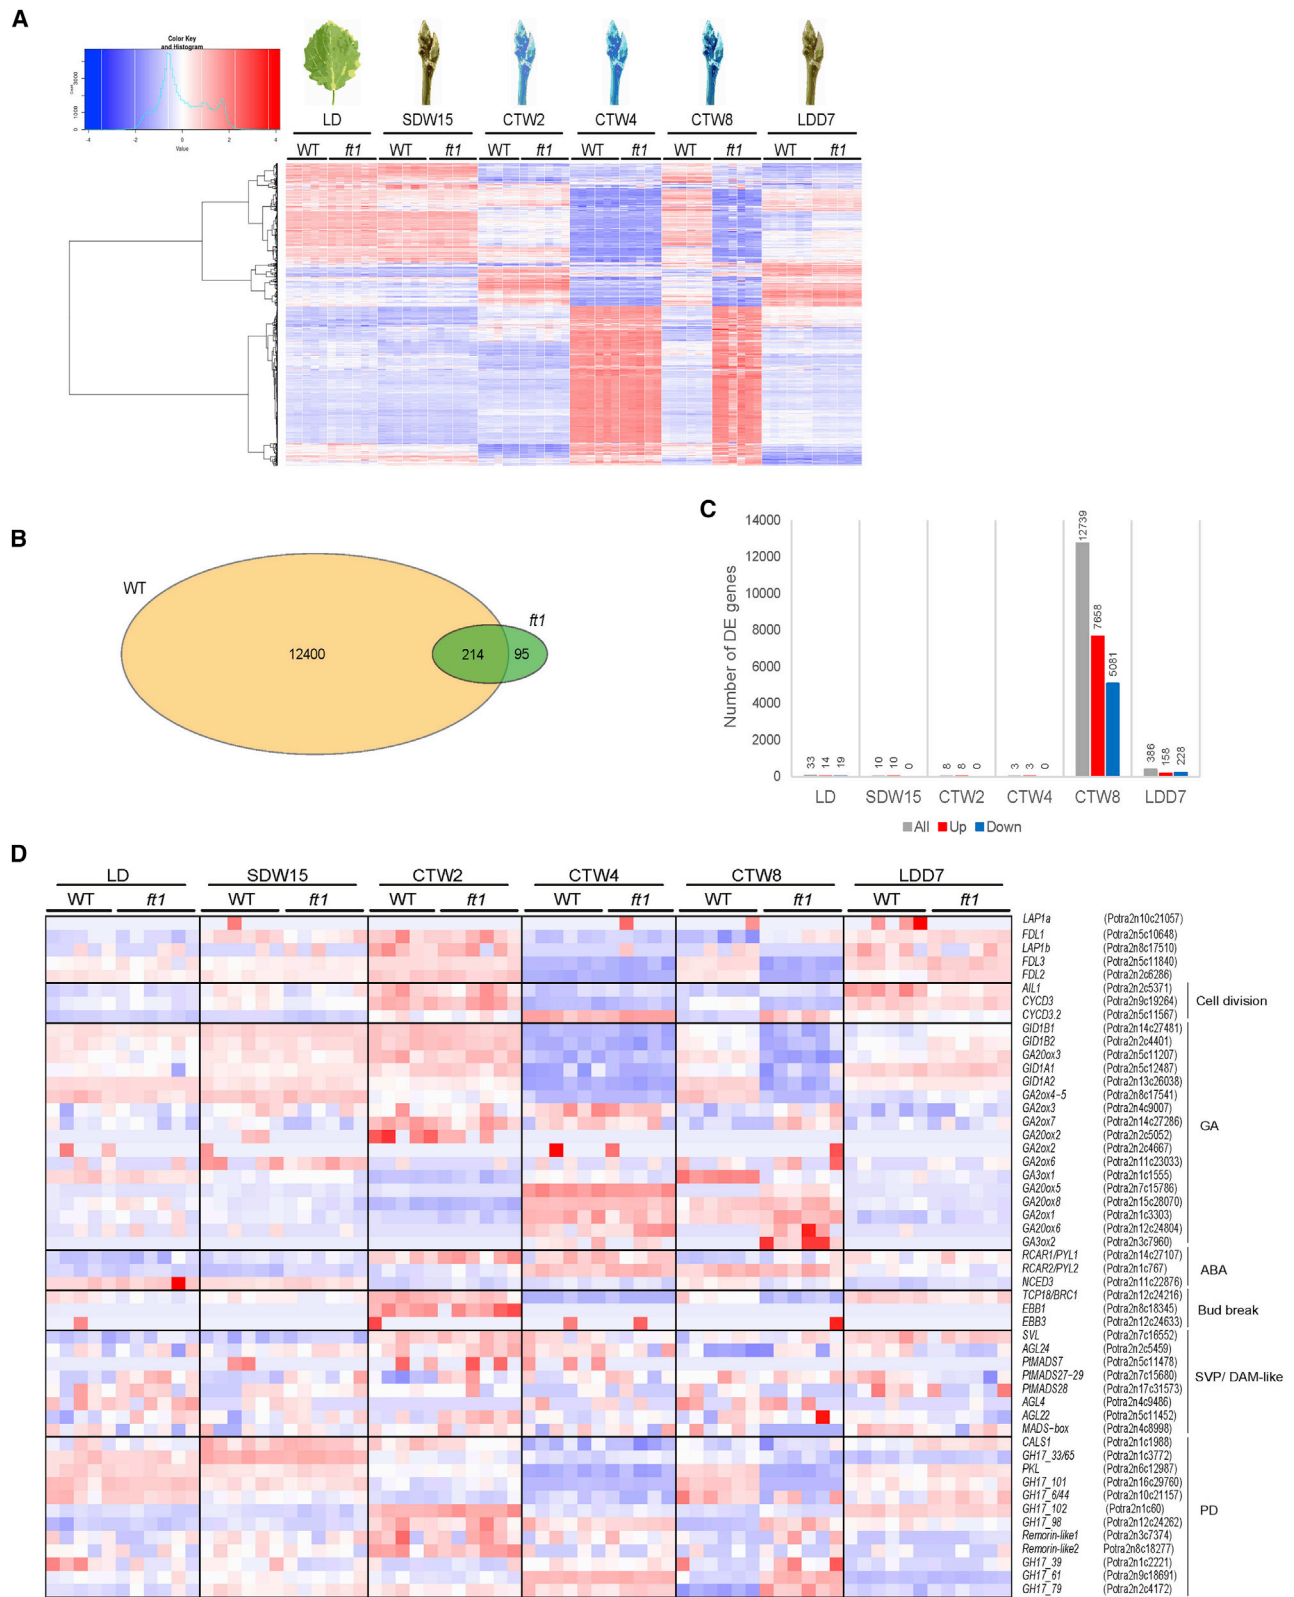 A
Color Key
and Histogram
Count
0 1000 3000
-4 -2 0 2 4
Value
LD SDW15 CTW2 CTW4 CTW8 LDD7
WT ft1 WT ft1 WT ft1 WT ft1 WT ft1 WT ft1
B
WT
ft1
12400
214
95
C
Number of DE genes
14000
12000
10000
8000
6000
4000
2000
0
33 14 19
10 10 0
8 8 0
3 3 0
12739 7658 5081
386 158 228
LD SDW15 CTW2 CTW4 CTW8 LDD7
All Up Down
D
LD SDW15 CTW2 CTW4 CTW8 LDD7
WT ft1 WT ft1 WT ft1 WT ft1 WT ft1 WT ft1
LAP1a (Potra2n10c21057)
FDL1 (Potra2n5c10648)
LAP1b (Potra2n8c17510)
FDL3 (Potra2n5c11840)
FDL2 (Potra2n2c6286)
AIL1 (Potra2n2c5371)
CYCD3 (Potra2n9c19264)
CYCD3.2 (Potra2n5c11567)
Cell division
GID1B1 (Potra2n14c27481)
GID1B2 (Potra2n2c4401)
GA20ox3 (Potra2n5c11207)
GID1A1 (Potra2n5c12487)
GID1A2 (Potra2n13c26038)
GA2ox4-5 (Potra2n8c17541)
GA2ox3 (Potra2n4c9007)
GA2ox7 (Potra2n14c27286)
GA20ox2 (Potra2n2c5052)
GA2ox2 (Potra2n2c4667)
GA2ox6 (Potra2n11c23033)
GA3ox1 (Potra2n1c1555)
GA20ox5 (Potra2n7c15786)
GA20ox8 (Potra2n15c28070)
GA2ox1 (Potra2n1c3303)
GA20ox6 (Potra2n12c24804)
GA3ox2 (Potra2n3c7960)
GA
RCAR1/PYL1 (Potra2n14c27107)
RCAR2/PYL2 (Potra2n1c767)
NCED3 (Potra2n11c22876)
ABA
TCP18/BRC1 (Potra2n12c24216)
EBB1 (Potra2n8c18345)
EBB3 (Potra2n12c24633)
Bud break
SVL (Potra2n7c16552)
AGL24 (Potra2n2c5459)
PtMADS7 (Potra2n5c11478)
PtMADS27-29 (Potra2n7c15680)
PtMADS28 (Potra2n17c31573)
AGL4 (Potra2n4c9486)
AGL22 (Potra2n5c11452)
MADS-box (Potra2n4c8998)
SVP/ DAM-like
CALS1 (Potra2n1c1988)
GH17_33/65 (Potra2n1c3772)
PKL (Potra2n6c12987)
GH17_101 (Potra2n16c29760)
GH17_6/44 (Potra2n10c21157)
GH17_102 (Potra2n1c60)
GH17_98 (Potra2n12c24262)
Remorin-like1 (Potra2n3c7374)
Remorin-like2 Potra2n8c18277)
GH17_39 (Potra2n1c2221)
GH17_61 (Potra2n9c18691)
GH17_79 (Potra2n2c4172)
PD